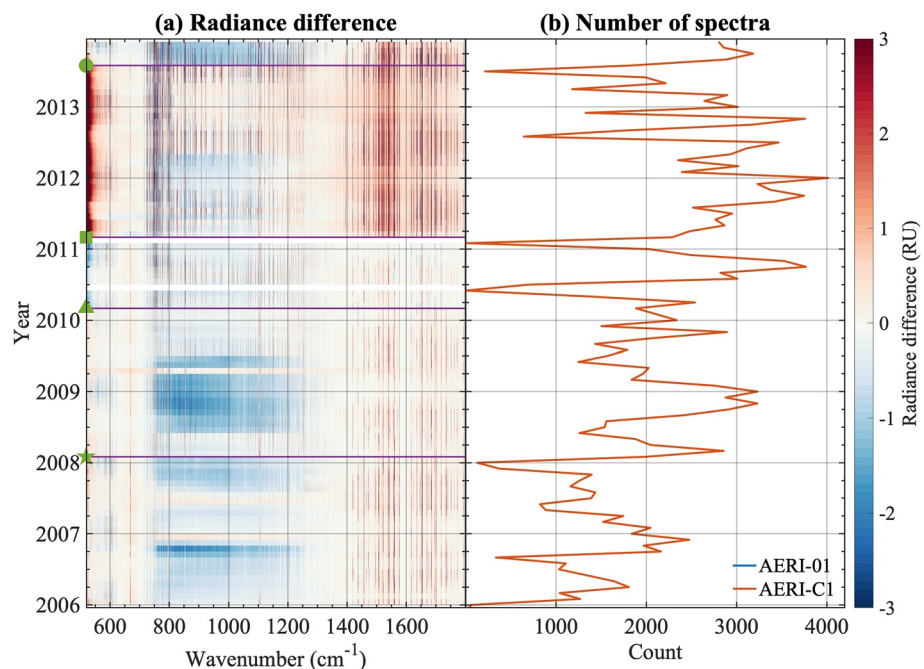 (a) Radiance difference
(b) Number of spectra
3
2
1
0
-1
-2
-3
Radiance difference (RU)
2013
2012
2011
2010
2009
2008
2007
2006
Year
600 800 1000 1200 1400 1600
Wavenumber (cm⁻¹)
1000 2000 3000 4000
Count
AERI-01
AERI-C1